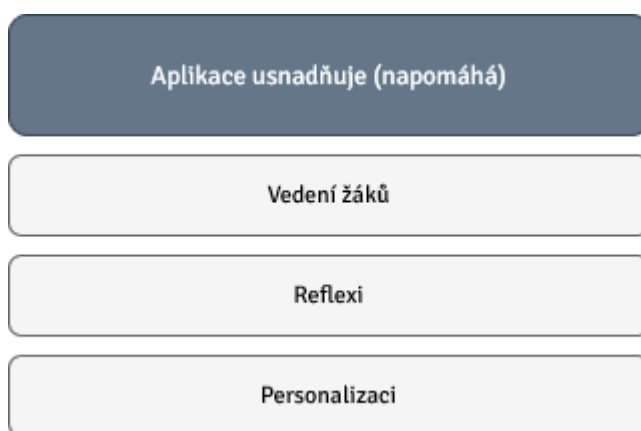 Aplikace usnadňuje (napomáhá)
Vedení žáků
Reflexi
Personalizaci